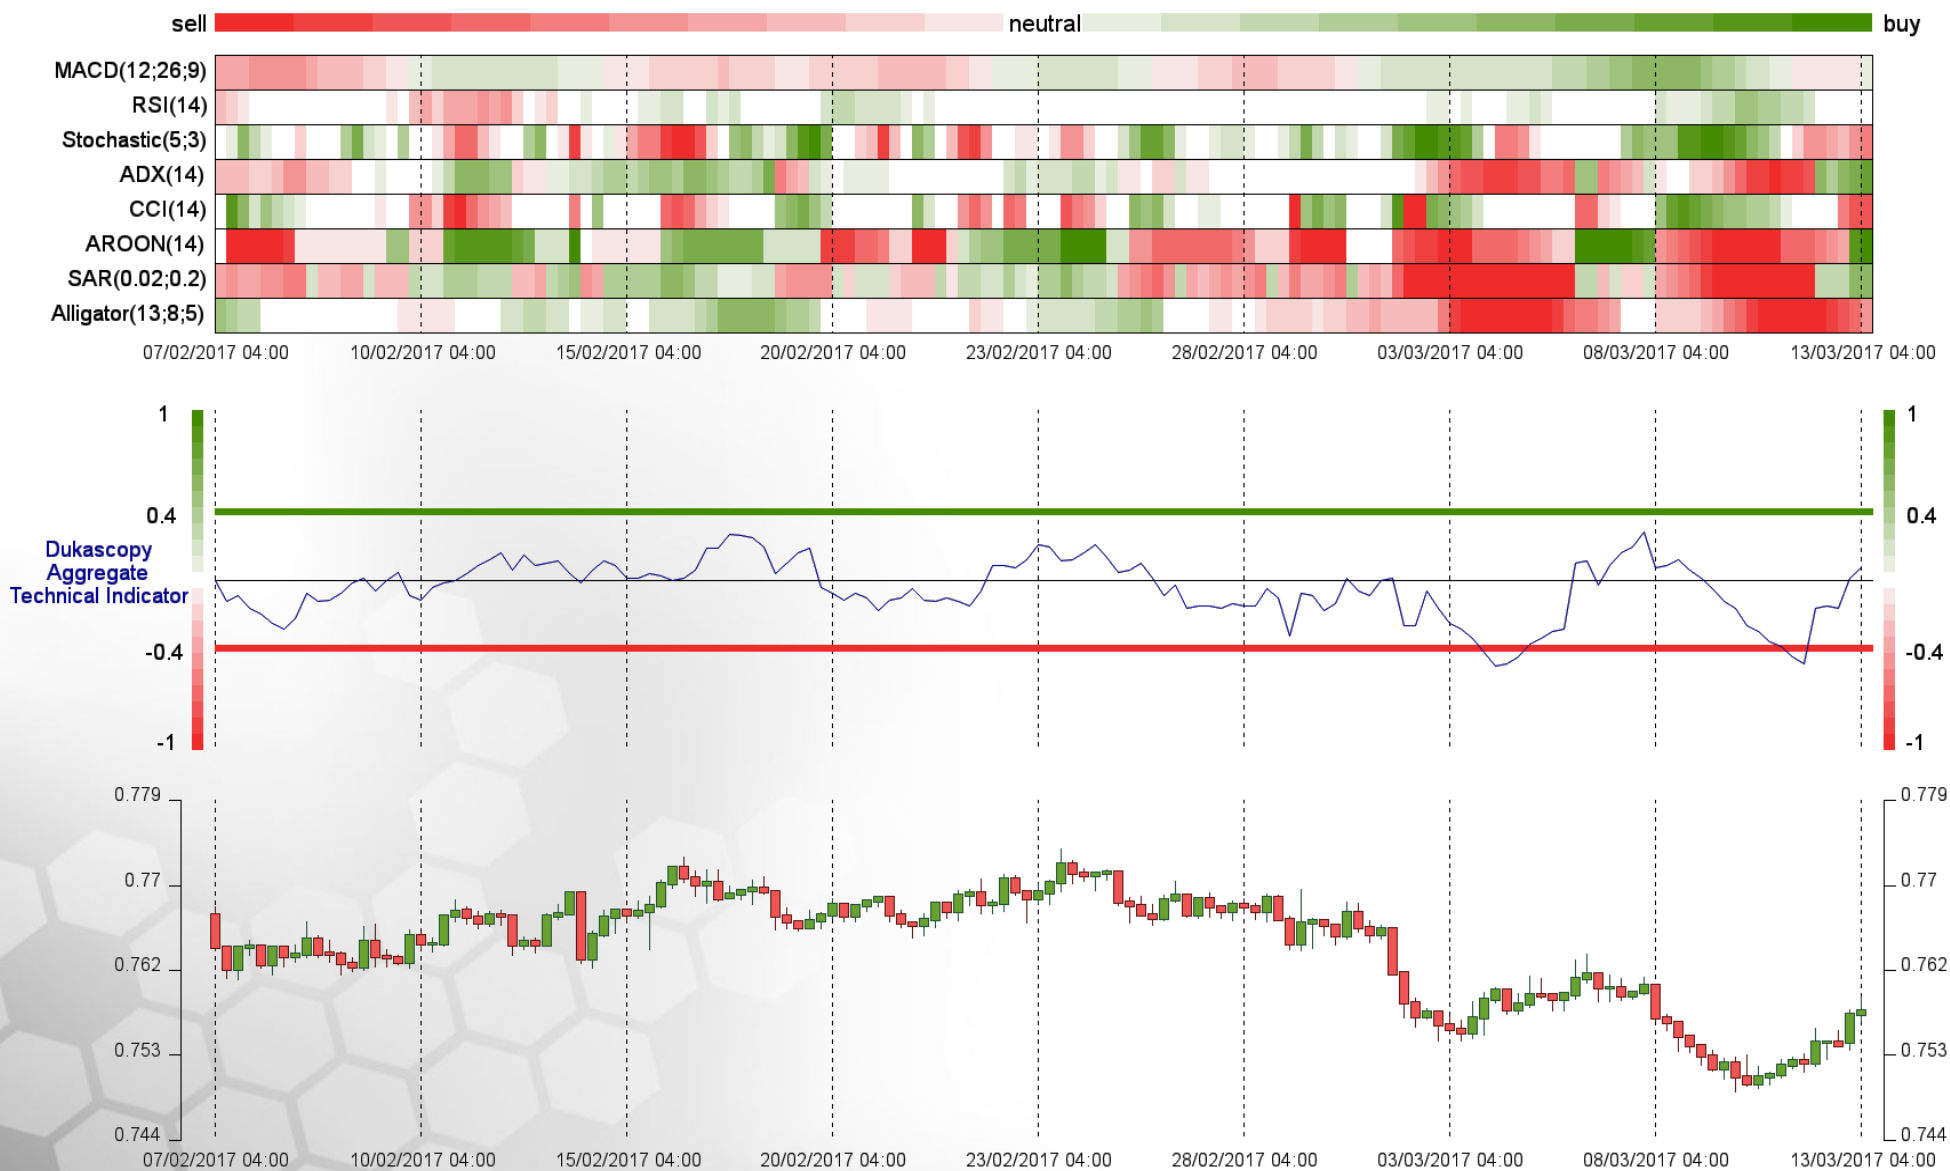 sell neutral buy
MACD(12;26;9)
RSI(14)
Stochastic(5;3)
ADX(14)
CCI(14)
AROON(14)
SAR(0.02;0.2)
Alligator(13;8;5)
07/02/2017 04:00 10/02/2017 04:00 15/02/2017 04:00 20/02/2017 04:00 23/02/2017 04:00 28/02/2017 04:00 03/03/2017 04:00 08/03/2017 04:00 13/03/2017 04:00
1 1
0.4 0.4
Dukascopy
Aggregate
Technical Indicator
-0.4 -0.4
-1 -1
0.779 0.779
0.77 0.77
0.762 0.762
0.753 0.753
0.744 0.744
07/02/2017 04:00 10/02/2017 04:00 15/02/2017 04:00 20/02/2017 04:00 23/02/2017 04:00 28/02/2017 04:00 03/03/2017 04:00 08/03/2017 04:00 13/03/2017 04:00